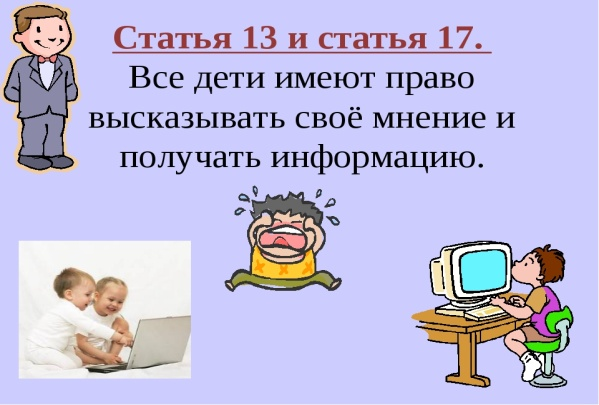 Статья 13 и статья 17.
Все дети имеют право
высказывать своё мнение и
получать информацию.